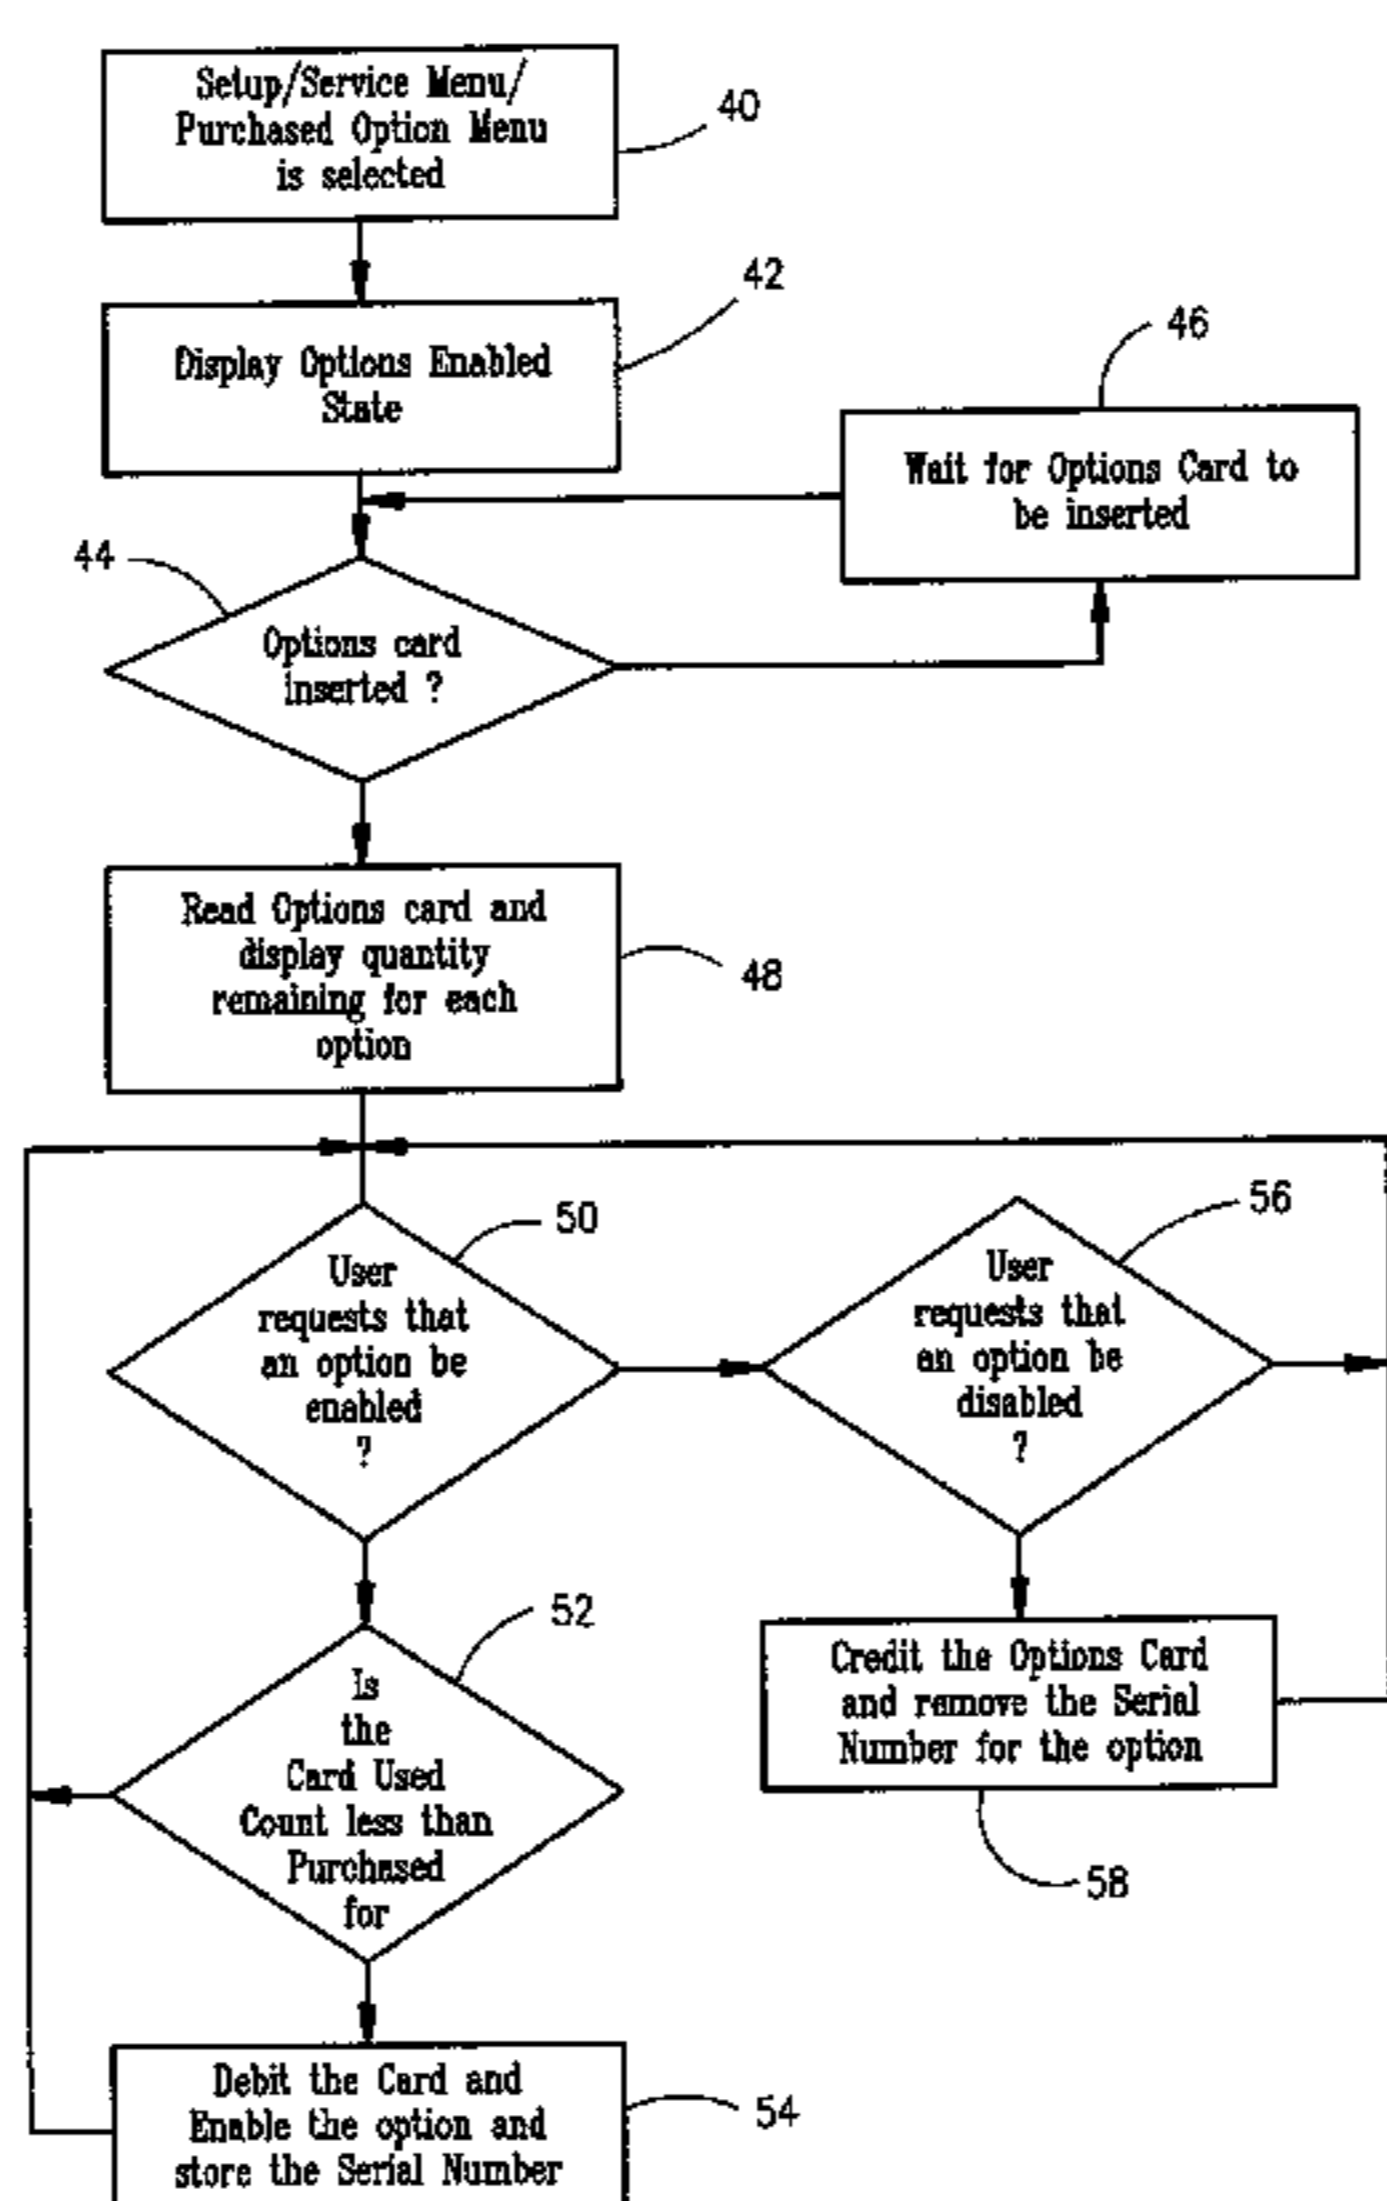 Setup/Service Menu/
Purchased Option Menu
is selected
40
42
Display Options Enabled
State
46
Wait for Options Card to
be inserted
44
Options card
inserted ?
Read Options card and
display quantity
remaining for each
option
48
50
User
requests that
an option be
enabled
?
56
User
requests that
an option be
disabled
?
52
Is
the
Card Used
Count less than
Purchased
for
Credit the Options Card
and remove the Serial
Number for the option
58
Debit the Card and
Enable the option and
store the Serial Number
54